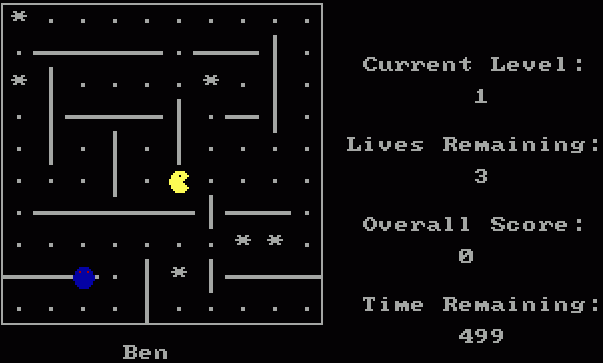 Current Level:
1
Lives Remaining:
3
Overall Score:
0
Time Remaining:
499
Ben